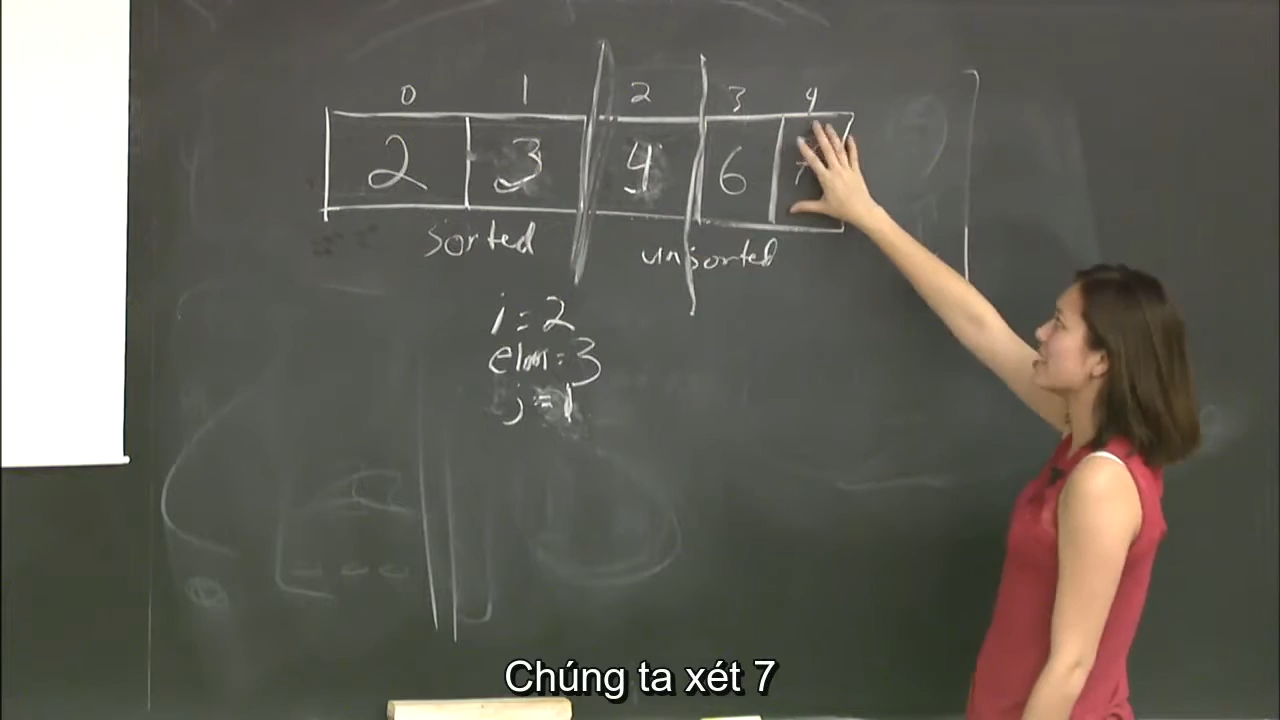 0 1 2 3 4
2 3 4 6 7
sorted unsorted
i=2
elm=3
j=1
Chúng ta xét 7